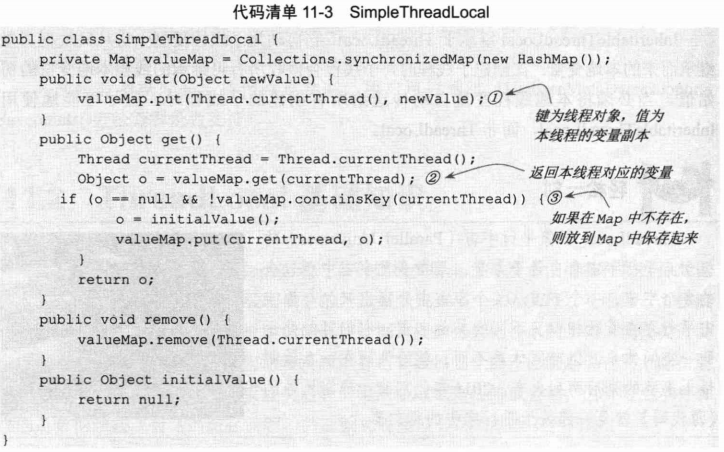 代码清单 11-3 SimpleThreadLocal
public class SimpleThreadLocal {
private Map valueMap = Collections.synchronizedMap(new HashMap());
public void set(Object newValue) {
valueMap.put(Thread.currentThread(), newValue);①
键为线程对象，值为
本线程的变量副本
}
public Object get() {
Thread currentThread = Thread.currentThread();
Object o = valueMap.get(currentThread); ②
返回本线程对应的变量
if (o == null && !valueMap.containsKey(currentThread)) {③
o = initialValue();
如果在 Map 中不存在，
valueMap.put(currentThread, o);
则放到 Map 中保存起来
}
return o;
}
public void remove() {
valueMap.remove(Thread.currentThread());
}
public Object initialValue() {
return null;
}
}